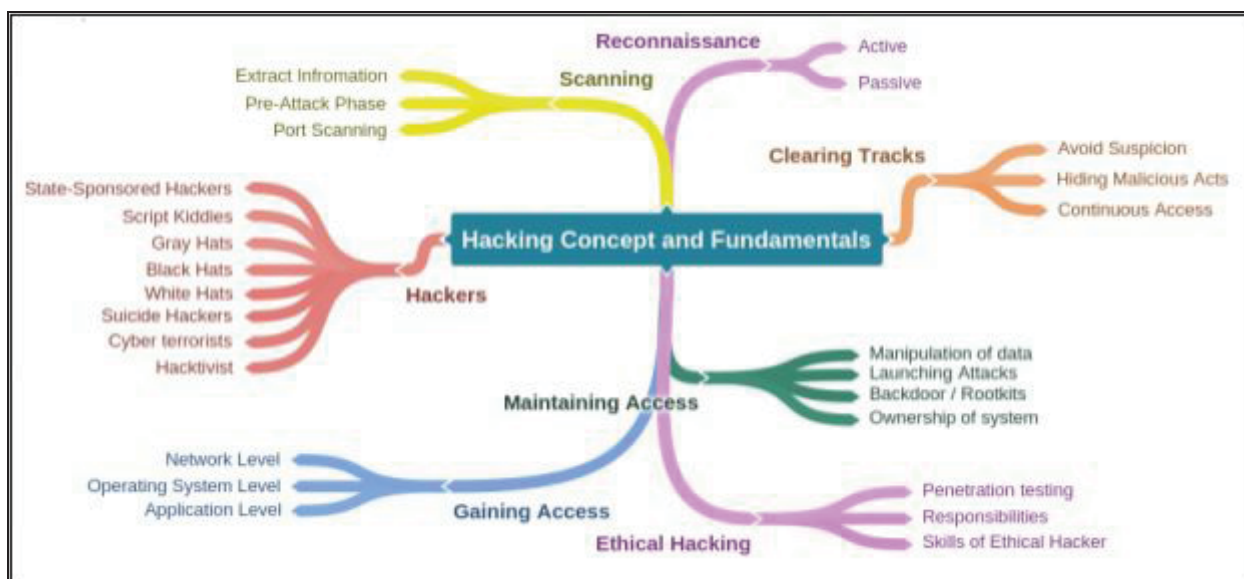 Reconnaissance
Active
Passive
Scanning
Extract Infromation
Pre-Attack Phase
Port Scanning
Clearing Tracks
Avoid Suspicion
Hiding Malicious Acts
Continuous Access
Hacking Concept and Fundamentals
Hackers
State-Sponsored Hackers
Script Kiddies
Gray Hats
Black Hats
White Hats
Suicide Hackers
Cyber terrorists
Hacktivist
Maintaining Access
Manipulation of data
Launching Attacks
Backdoor / Rootkits
Ownership of system
Gaining Access
Network Level
Operating System Level
Application Level
Ethical Hacking
Penetration testing
Responsibilities
Skills of Ethical Hacker